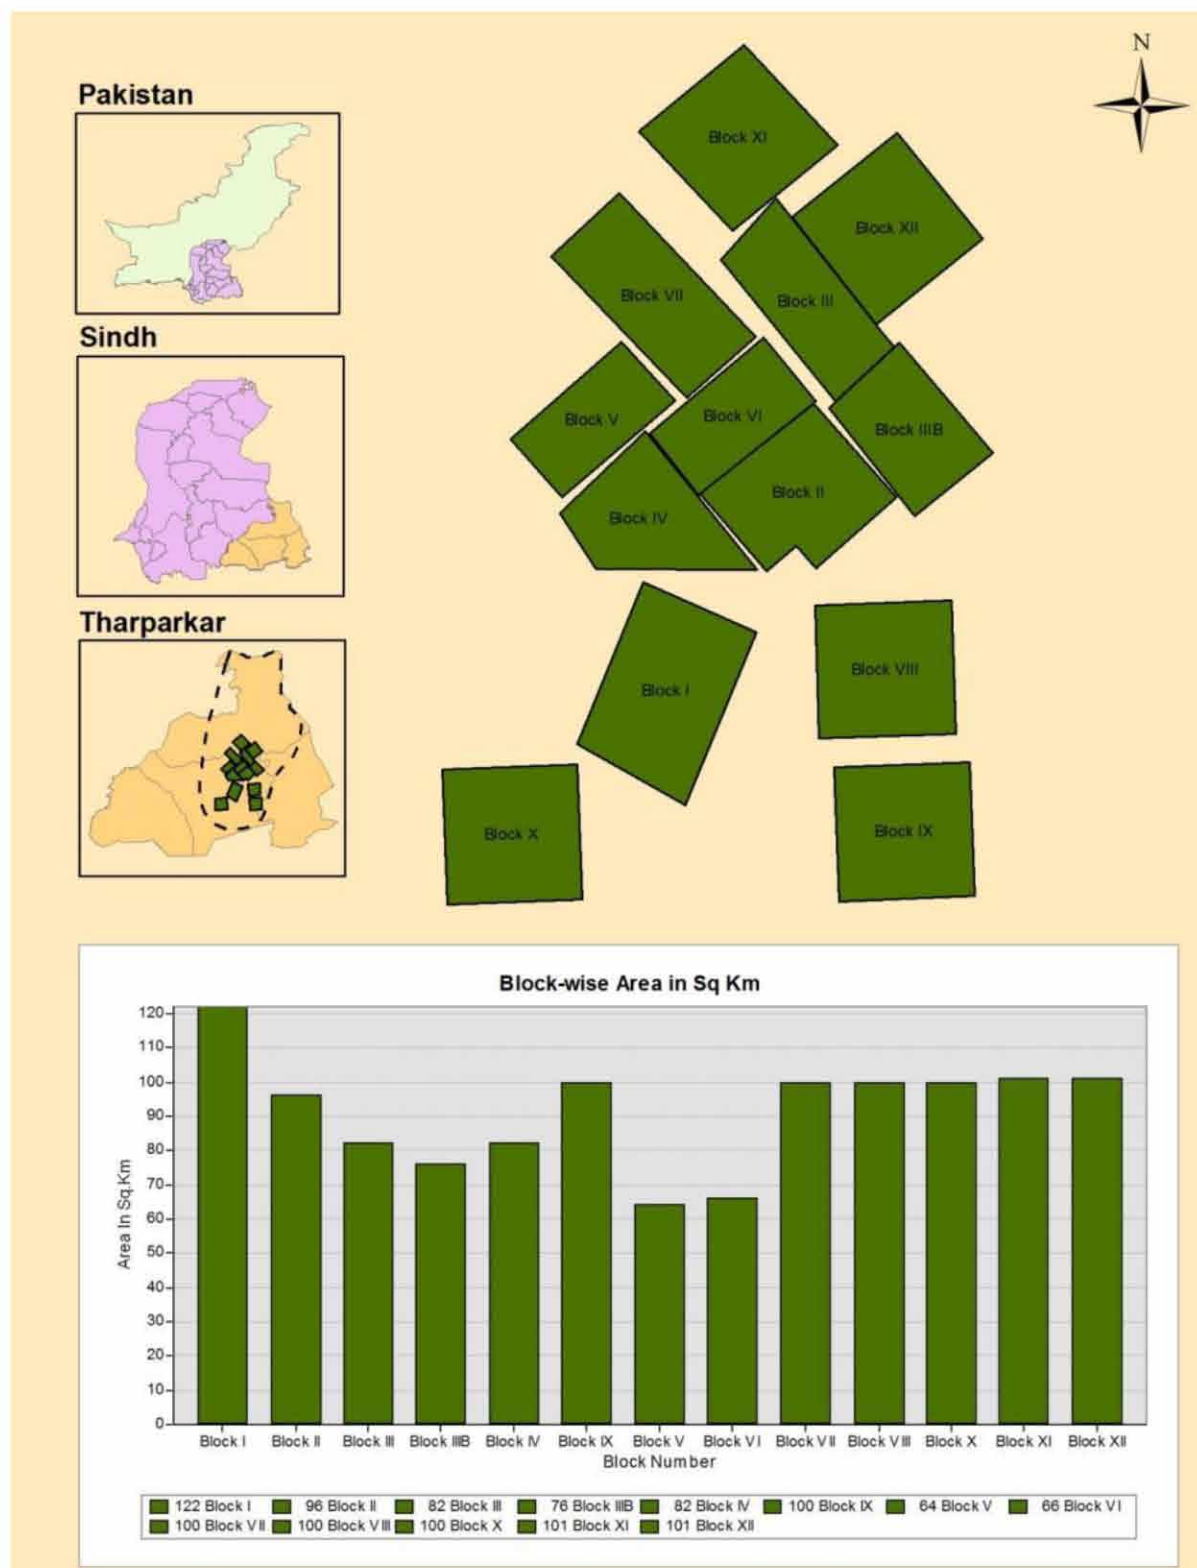 N
Pakistan
Sindh
Tharparkar
Block XI
Block XII
Block VII
Block III
Block V
Block VI
Block IIIB
Block II
Block IV
Block I
Block VIII
Block X
Block IX
Block-wise Area in Sq Km
Area In Sq.Km
120
110
100
90
80
70
60
50
40
30
20
10
0
Block I Block II Block III Block IIIB Block IV Block IX Block V Block VI Block VII Block VIII Block X Block XI Block XII
Block Number
122 Block I 96 Block II 82 Block III 76 Block IIIB 82 Block IV 100 Block IX 64 Block V 66 Block VI
100 Block VII 100 Block VIII 100 Block X 101 Block XI 101 Block XII